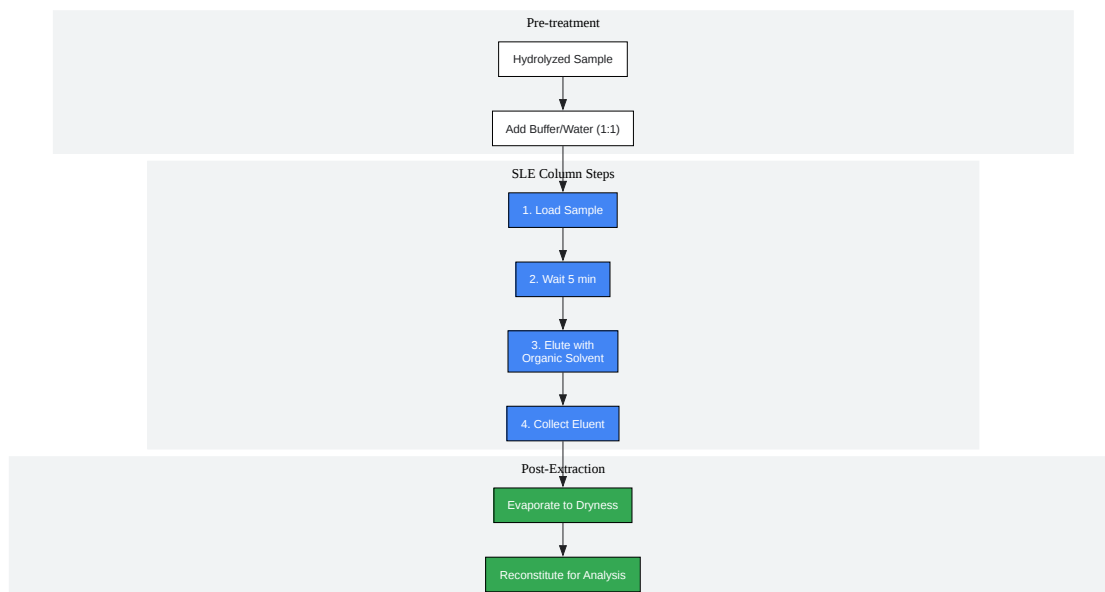 Pre-treatment
Hydrolyzed Sample
Add Buffer/Water (1:1)
SLE Column Steps
1. Load Sample
2. Wait 5 min
3. Elute with
Organic Solvent
4. Collect Eluent
Post-Extraction
Evaporate to Dryness
Reconstitute for Analysis